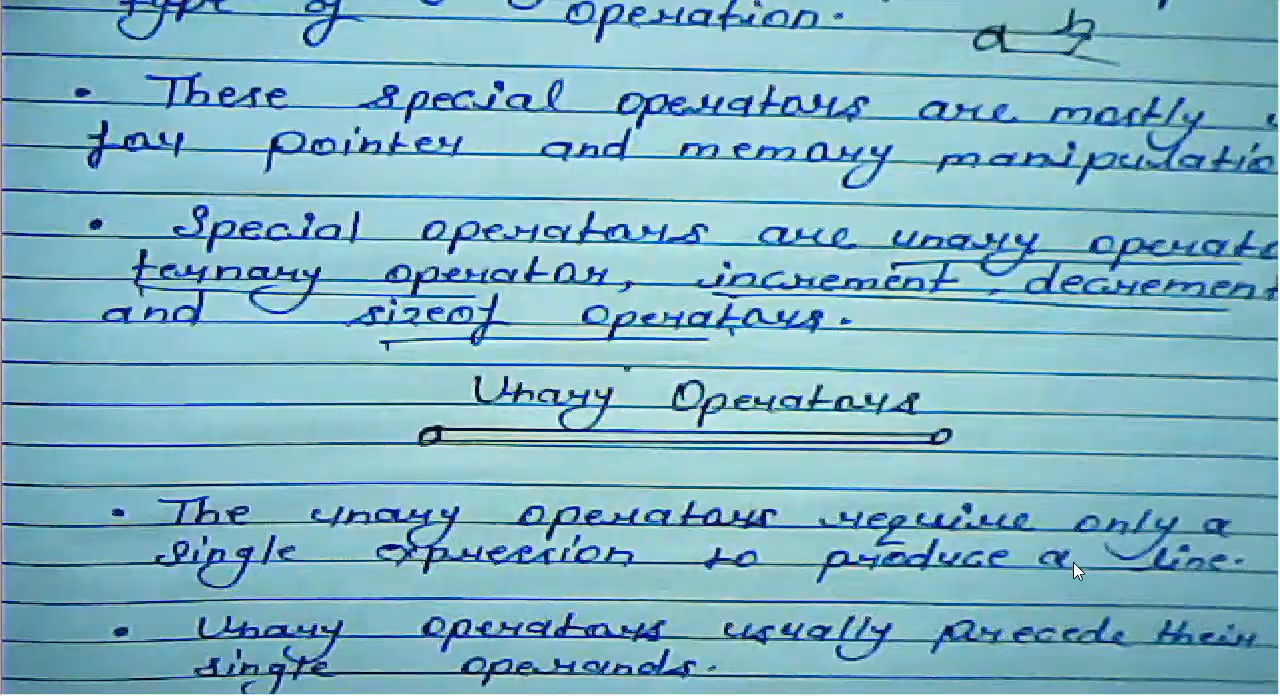 type of operation.
a b
• These special operators are mostly
for pointer and memory manipulatio
• Special operators are unary operato
ternary operator, increment, decrement
and sizeof operators.
Unary Operators
• The unary operators require only a
single expression to produce a line.
• Unary operators usually precede their
single operands.